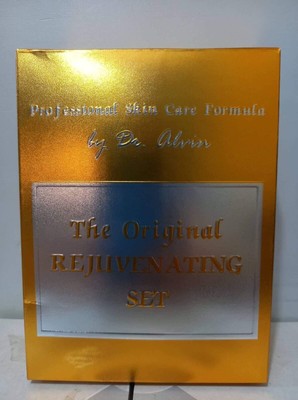 Professional Skin Care Formula
by Dr. Alvin
The Original
REJUVENATING
SET